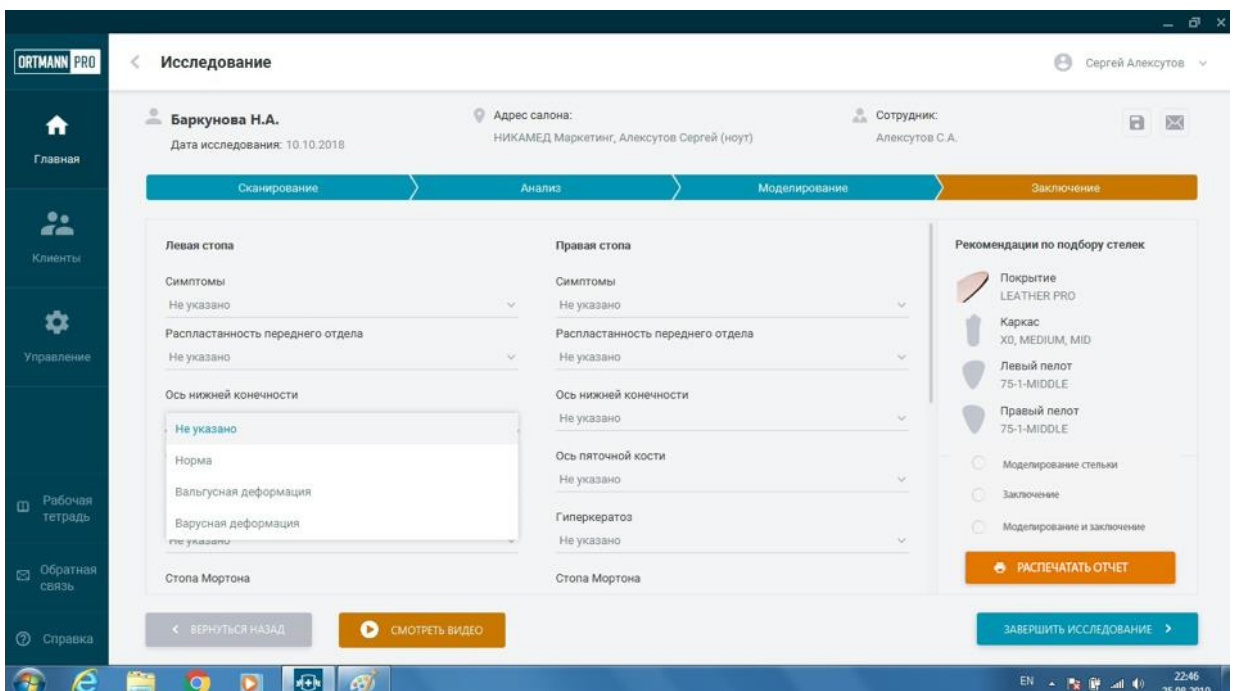 ORTMANN PRO
Исследование
Сергей Алексутов
Главная
Клиенты
Управление
Рабочая
тетрадь
Обратная
связь
Справка
Баркунова Н.А.
Дата исследования: 10.10.2018
Адрес салона:
НИКАМЕД Маркетинг, Алексутов Сергей (ноут)
Сотрудник:
Алексутов С.А.
Сканирование
Анализ
Моделирование
Заключение
Левая стопа
Симптомы
Не указано
Распластанность переднего отдела
Не указано
Ось нижней конечности
Не указано
Норма
Вальгусная деформация
Варусная деформация
Не указано
Стопа Мортона
Правая стопа
Симптомы
Не указано
Распластанность переднего отдела
Не указано
Ось нижней конечности
Не указано
Ось пяточной кости
Не указано
Гиперкератоз
Не указано
Стопа Мортона
Рекомендации по подбору стелек
Покрытие
LEATHER PRO
Каркас
X0, MEDIUM, MID
Левый пелот
75-1-MIDDLE
Правый пелот
75-1-MIDDLE
Моделирование стельки
Заключение
Моделирование и заключение
РАСПЕЧАТАТЬ ОТЧЕТ
ВЕРНУТЬСЯ НАЗАД
СМОТРЕТЬ ВИДЕО
ЗАВЕРШИТЬ ИССЛЕДОВАНИЕ
EN
22:46